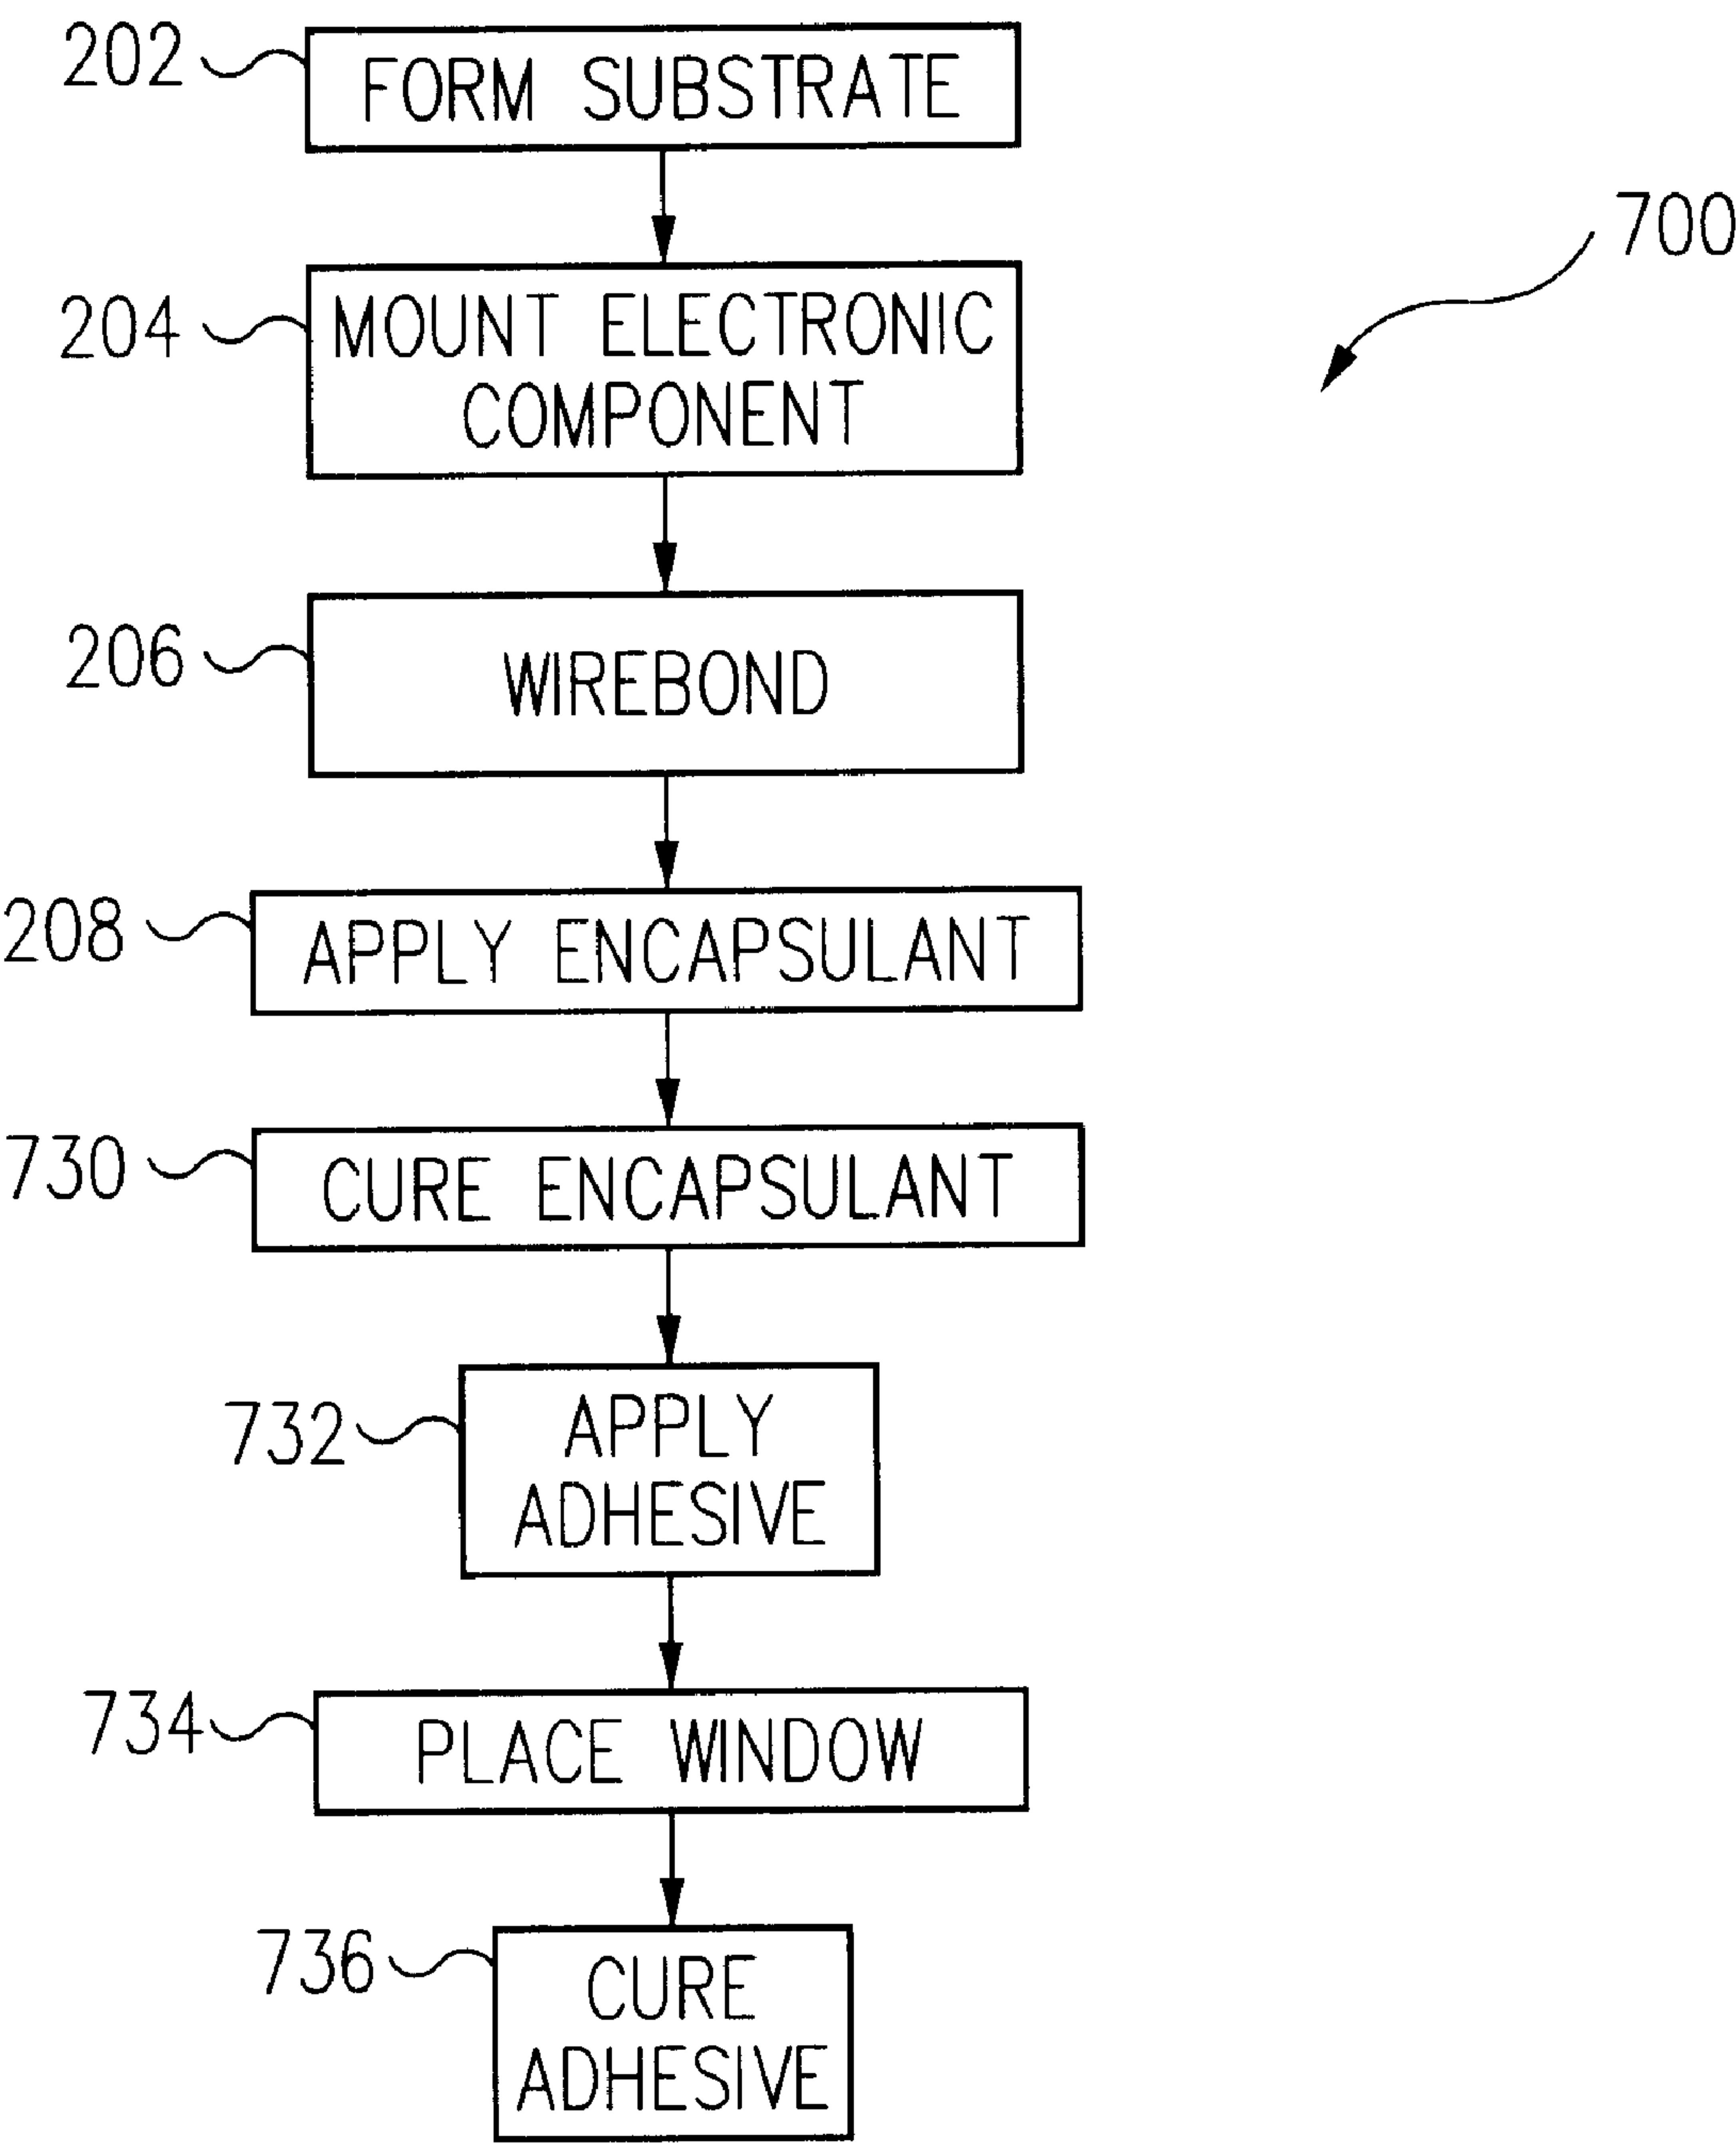 202
FORM SUBSTRATE
700
204
MOUNT ELECTRONIC
COMPONENT
206
WIREBOND
208
APPLY ENCAPSULANT
730
CURE ENCAPSULANT
732
APPLY
ADHESIVE
734
PLACE WINDOW
736
CURE
ADHESIVE